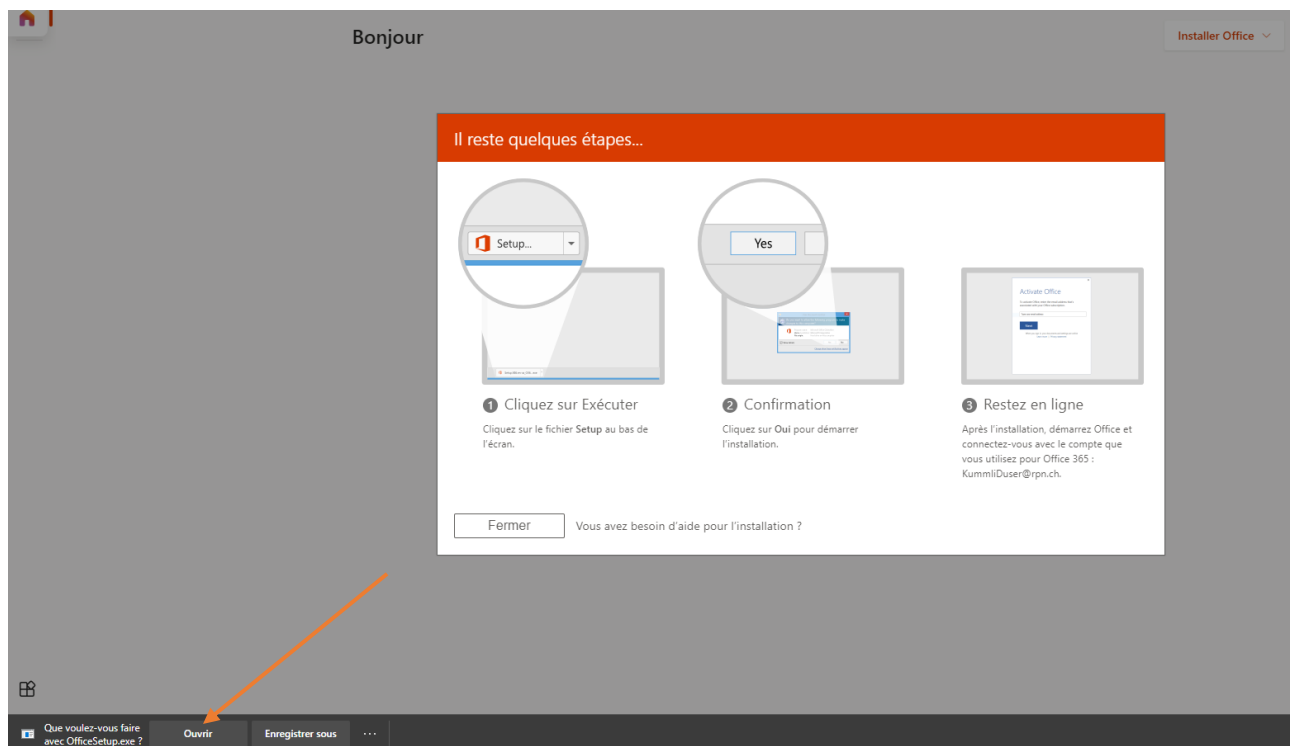 Bonjour
Installer Office
Il reste quelques étapes...
Setup...
Yes
Activate Office
1 Cliquez sur Exécuter
Cliquez sur le fichier Setup au bas de
l'écran.
2 Confirmation
Cliquez sur Oui pour démarrer
l'installation.
3 Restez en ligne
Après l'installation, démarrez Office et
connectez-vous avec le compte que
vous utilisez pour Office 365 :
KummliDuser@rpn.ch.
Fermer
Vous avez besoin d'aide pour l'installation ?
Que voulez-vous faire
avec OfficeSetup.exe ?
Ouvrir
Enregistrer sous
...